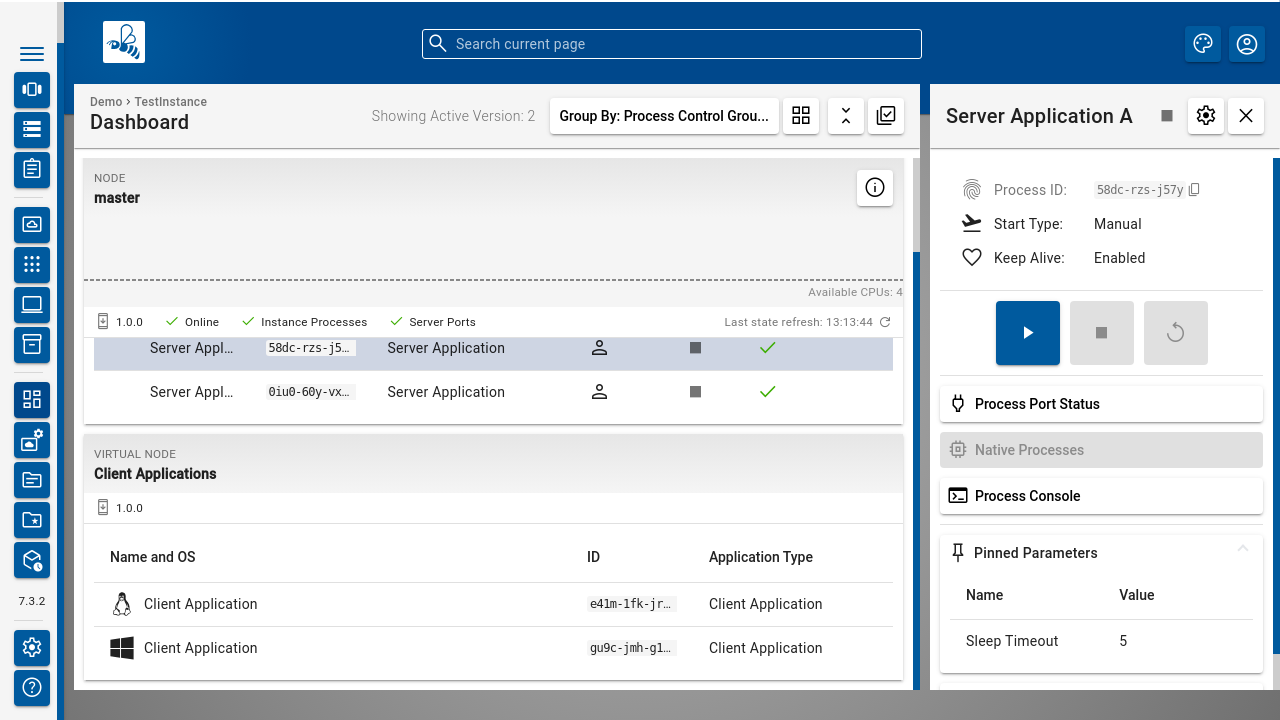 Search current page
Demo › TestInstance
Dashboard
Showing Active Version: 2
Group By: Process Control Grou...
NODE
master
Available CPUs: 4
1.0.0
Online
Instance Processes
Server Ports
Last state refresh: 13:13:44
Server Appl... 58dc-rzs-j5... Server Application
Server Appl... 0iu0-60y-vx... Server Application
VIRTUAL NODE
Client Applications
1.0.0
Name and OS ID Application Type
Client Application e41m-1fk-jr... Client Application
Client Application gu9c-jmh-g1... Client Application
7.3.2
Server Application A
Process ID: 58dc-rzs-j57y
Start Type: Manual
Keep Alive: Enabled
Process Port Status
Native Processes
Process Console
Pinned Parameters
Name Value
Sleep Timeout 5